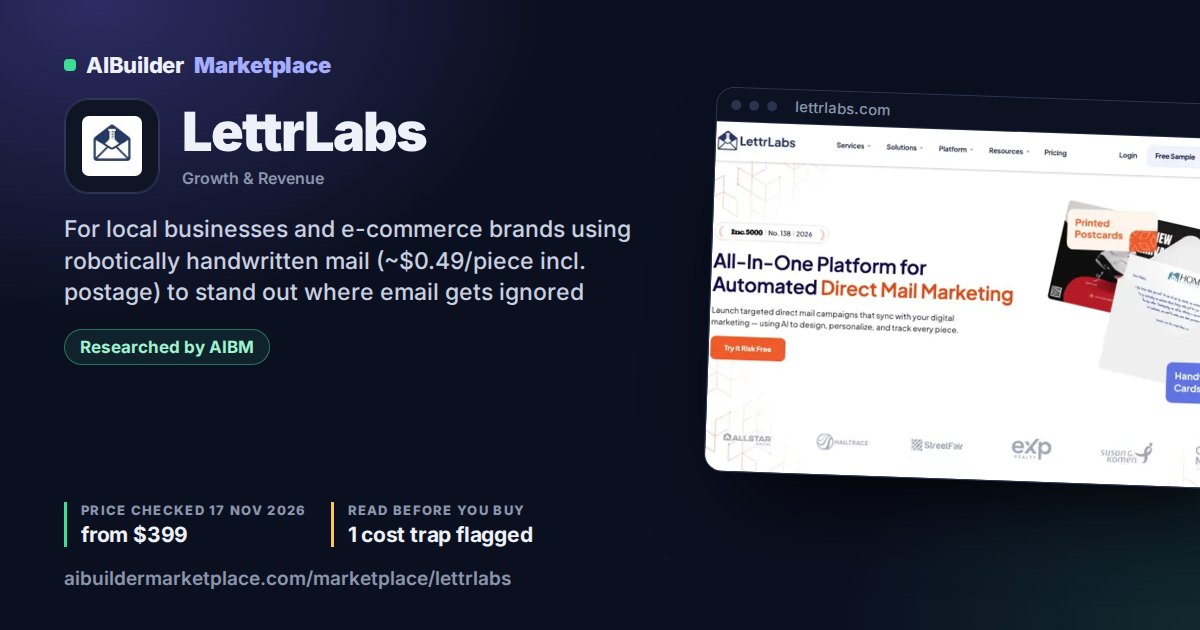 AIBuilder Marketplace
LettrLabs
Growth & Revenue
For local businesses and e-commerce brands using
robotically handwritten mail (~$0.49/piece incl.
postage) to stand out where email gets ignored
Researched by AIBM
PRICE CHECKED 17 NOV 2026
from $399
READ BEFORE YOU BUY
1 cost trap flagged
aibuildermarketplace.com/marketplace/lettrlabs
lettrlabs.com
LettrLabs
Services
Solutions
Platform
Resources
Pricing
Login
Free Sample
Inc.5000 | No. 138 | 2026
All-In-One Platform for
Automated Direct Mail Marketing
Launch targeted direct mail campaigns that sync with your digital
marketing — using AI to design, personalize, and track every piece.
Try It Risk Free
Printed
Postcards
Cards
ALLSTAR
HAILTRACE
StreetFair
eXp
REALTY
susan g.
komen